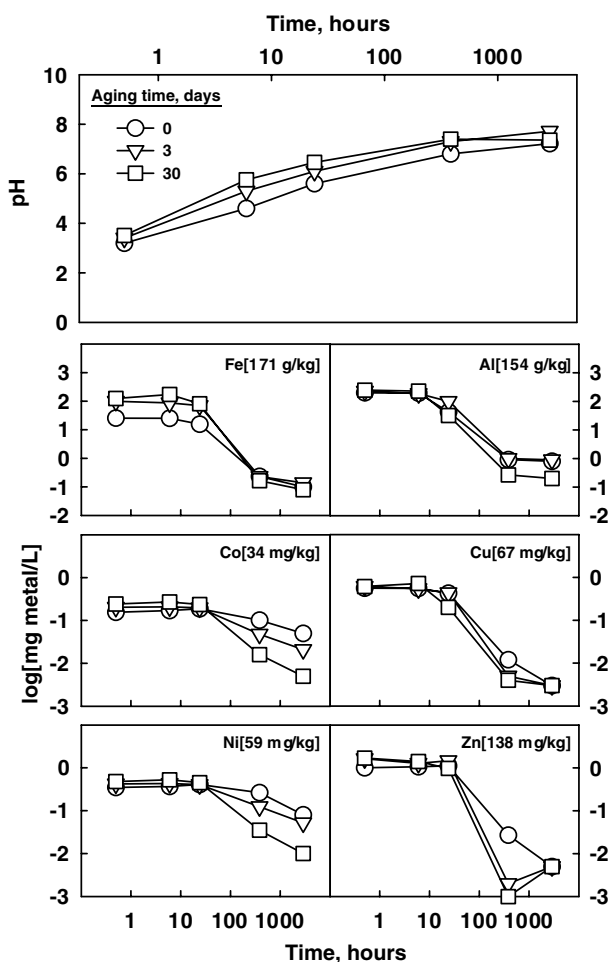 Time, hours
1 10 100 1000
10
8
6
4
2
0
pH
Aging time, days
0
3
30
Fe[171 g/kg]
Al[154 g/kg]
3 3
2 2
1 1
0 0
-1 -1
-2 -2
Co[34 mg/kg]
Cu[67 mg/kg]
0 0
-1 -1
-2 -2
-3 -3
log[mg metal/L]
Ni[59 mg/kg]
Zn[138 mg/kg]
0 0
-1 -1
-2 -2
-3 -3
1 10 100 1000 1 10 100 1000
Time, hours